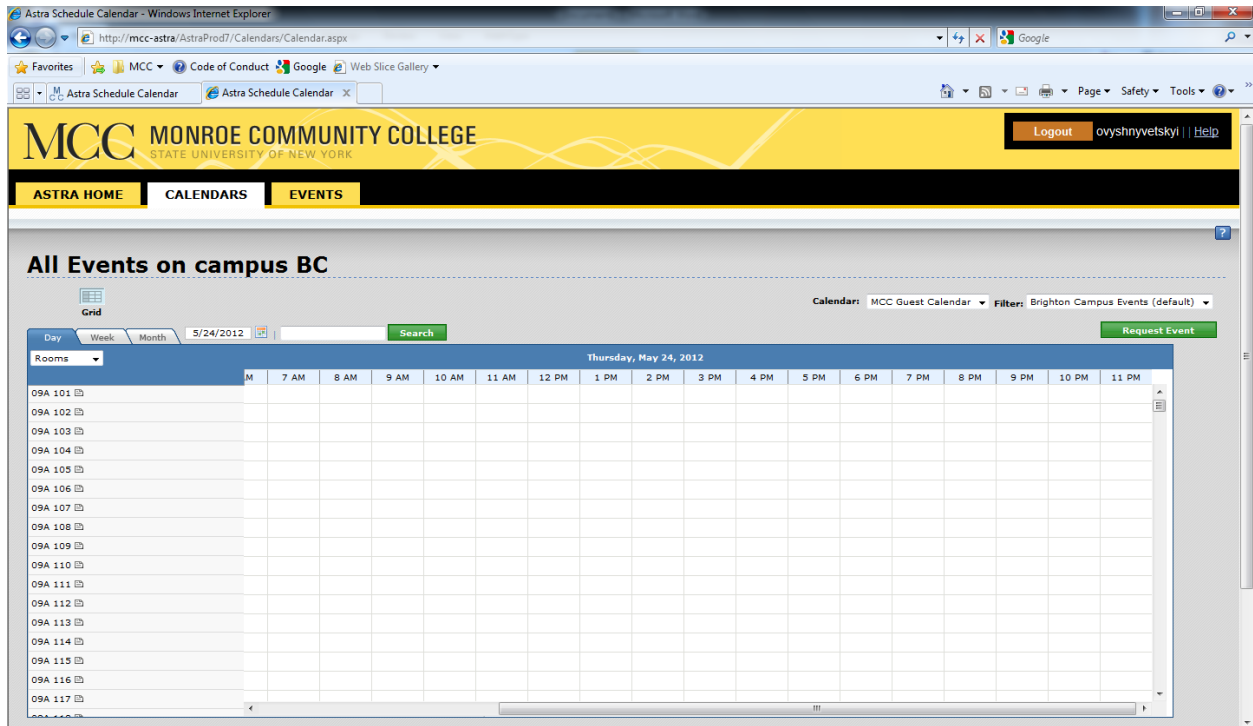 Astra Schedule Calendar - Windows Internet Explorer
http://mcc-astra/AstraProd7/Calendars/Calendar.aspx
Google
Favorites MCC Code of Conduct Google Web Slice Gallery
Astra Schedule Calendar Astra Schedule Calendar X
Page Safety Tools
MCC MONROE COMMUNITY COLLEGE
STATE UNIVERSITY OF NEW YORK
Logout ovyshnyvetskyi | | Help
ASTRA HOME CALENDARS EVENTS
?
All Events on campus BC
Grid
Calendar: MCC Guest Calendar Filter: Brighton Campus Events (default)
Day Week Month 5/24/2012 | Search
Request Event
Rooms
Thursday, May 24, 2012
M 7 AM 8 AM 9 AM 10 AM 11 AM 12 PM 1 PM 2 PM 3 PM 4 PM 5 PM 6 PM 7 PM 8 PM 9 PM 10 PM 11 PM
09A 101
09A 102
09A 103
09A 104
09A 105
09A 106
09A 107
09A 108
09A 109
09A 110
09A 111
09A 112
09A 113
09A 114
09A 115
09A 116
09A 117